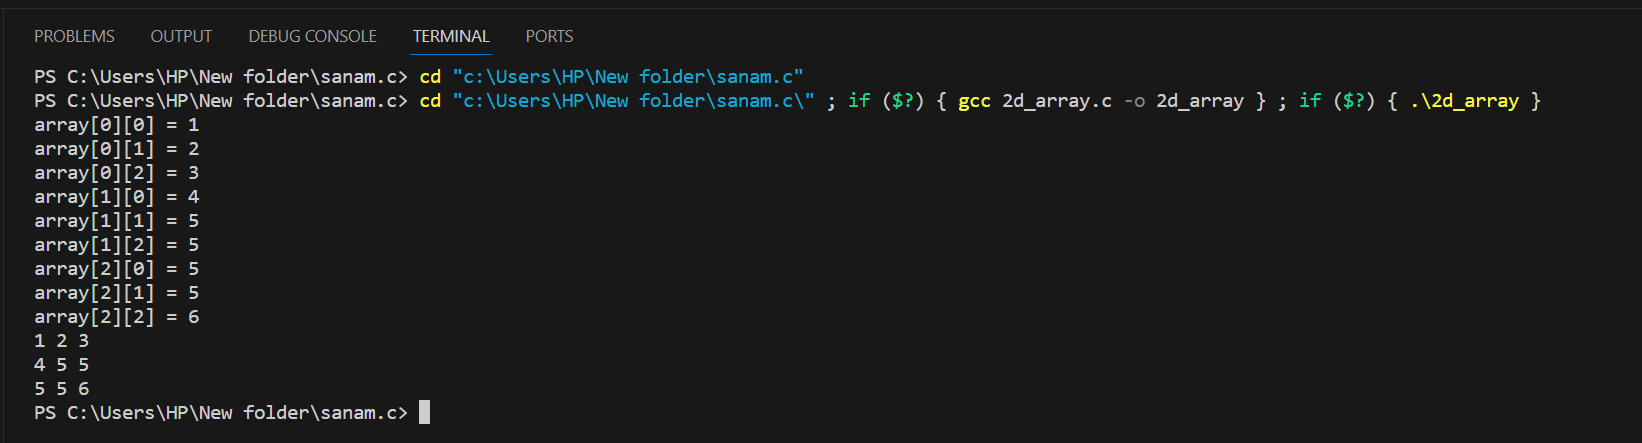 PROBLEMS OUTPUT DEBUG CONSOLE TERMINAL PORTS
PS C:\Users\HP\New folder\sanam.c> cd "c:\Users\HP\New folder\sanam.c"
PS C:\Users\HP\New folder\sanam.c> cd "c:\Users\HP\New folder\sanam.c\" ; if ($?) { gcc 2d_array.c -o 2d_array } ; if ($?) { .\2d_array }
array[0][0] = 1
array[0][1] = 2
array[0][2] = 3
array[1][0] = 4
array[1][1] = 5
array[1][2] = 5
array[2][0] = 5
array[2][1] = 5
array[2][2] = 6
1 2 3
4 5 5
5 5 6
PS C:\Users\HP\New folder\sanam.c>